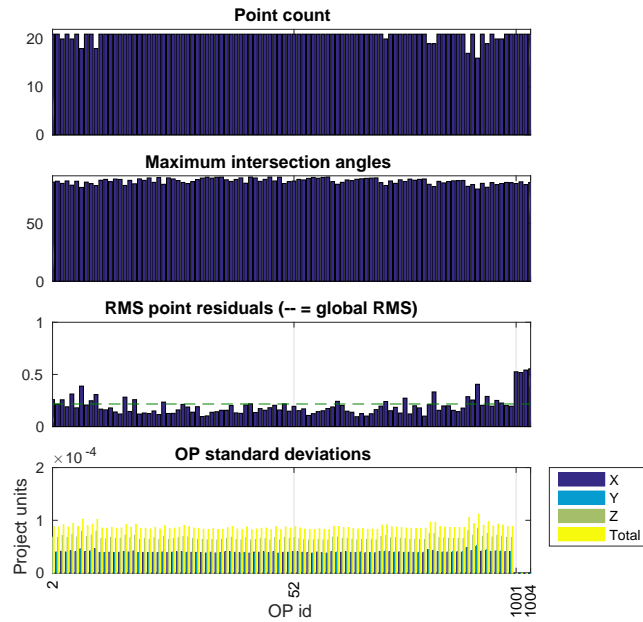 Point count
20
10
0
Maximum intersection angles
50
0
RMS point residuals (-- = global RMS)
1
0.5
0
OP standard deviations
×10-4
2
1
0
Project units
2
52
1001
1004
OP id
X
Y
Z
Total